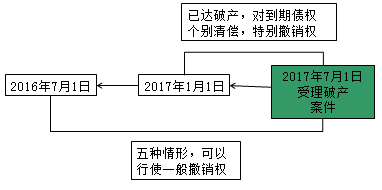 已达破产，对到期债权
个别清偿，特别撤销权
2016年7月1日
2017年1月1日
2017年7月1日
受理破产
案件
五种情形，可以
行使一般撤销权